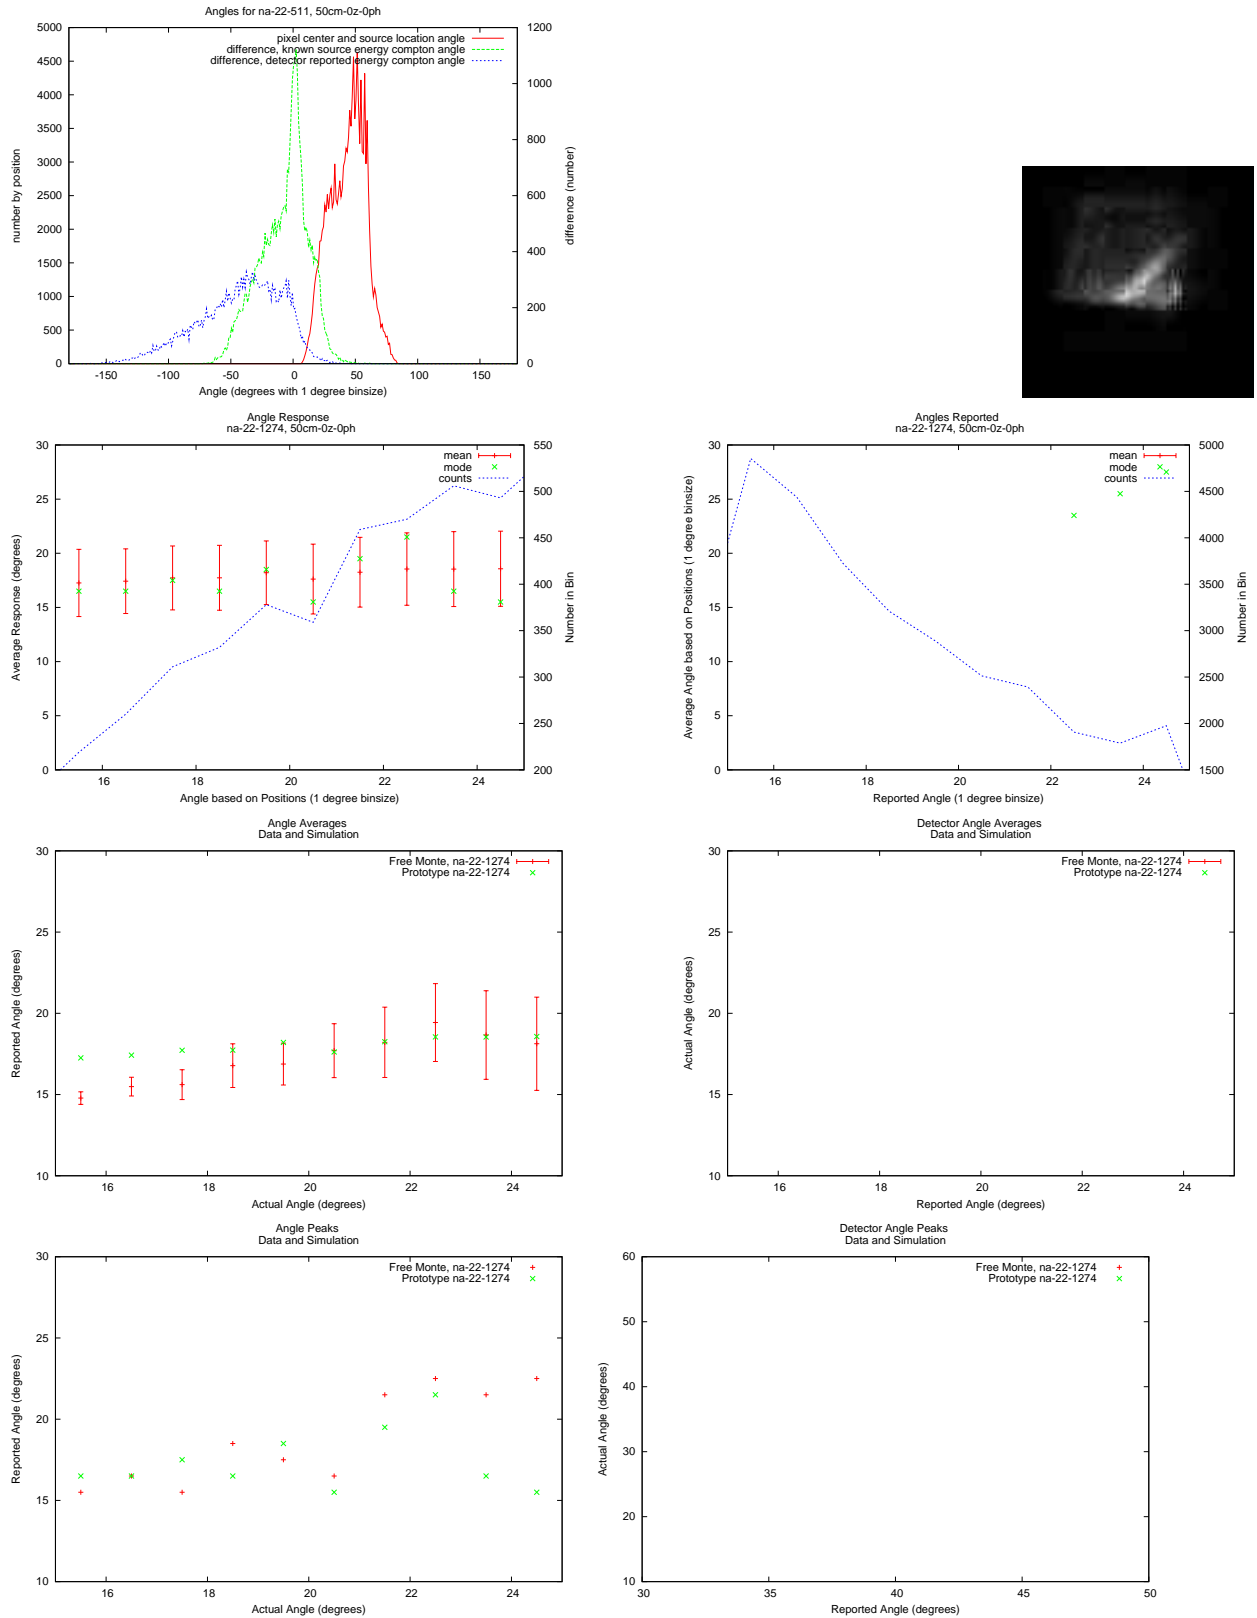 Angles for na-22-511, 50cm-0z-0ph
5000
4500
4000
3500
3000
2500
2000
1500
1000
500
0
number by position
1200
1000
800
600
400
200
0
difference (number)
pixel center and source location angle
difference, known source energy compton angle
difference, detector reported energy compton angle
-150 -100 -50 0 50 100 150
Angle (degrees with 1 degree binsize)
Angle Response
na-22-1274, 50cm-0z-0ph
30
25
20
15
10
5
0
Average Response (degrees)
550
500
450
400
350
300
250
200
Number in Bin
mean
mode
counts
16 18 20 22 24
Angle based on Positions (1 degree binsize)
Angles Reported
na-22-1274, 50cm-0z-0ph
30
25
20
15
10
5
0
Average Angle based on Positions (1 degree binsize)
5000
4500
4000
3500
3000
2500
2000
1500
Number in Bin
mean
mode
counts
16 18 20 22 24
Reported Angle (1 degree binsize)
Angle Averages
Data and Simulation
30
25
20
15
10
Reported Angle (degrees)
Free Monte, na-22-1274
Prototype na-22-1274
16 18 20 22 24
Actual Angle (degrees)
Detector Angle Averages
Data and Simulation
30
25
20
15
10
Actual Angle (degrees)
Free Monte, na-22-1274
Prototype na-22-1274
16 18 20 22 24
Reported Angle (degrees)
Angle Peaks
Data and Simulation
30
25
20
15
10
Reported Angle (degrees)
Free Monte, na-22-1274
Prototype na-22-1274
16 18 20 22 24
Actual Angle (degrees)
Detector Angle Peaks
Data and Simulation
60
50
40
30
20
10
Actual Angle (degrees)
Free Monte, na-22-1274
Prototype na-22-1274
30 35 40 45 50
Reported Angle (degrees)